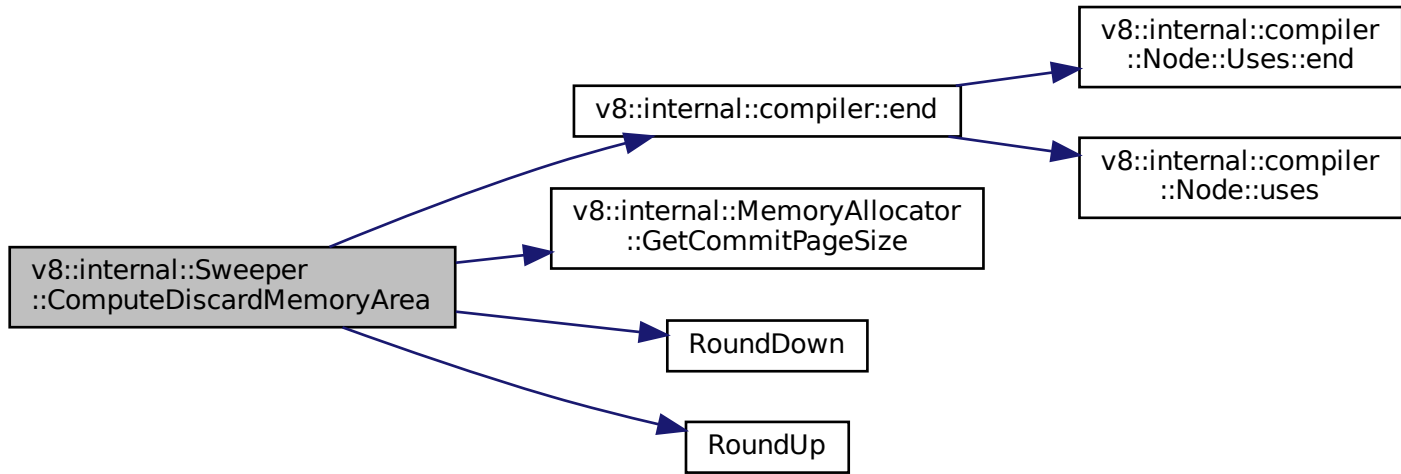 v8::internal::Sweeper
::ComputeDiscardMemoryArea
v8::internal::compiler::end
v8::internal::compiler
::Node::Uses::end
v8::internal::compiler
::Node::uses
v8::internal::MemoryAllocator
::GetCommitPageSize
RoundDown
RoundUp